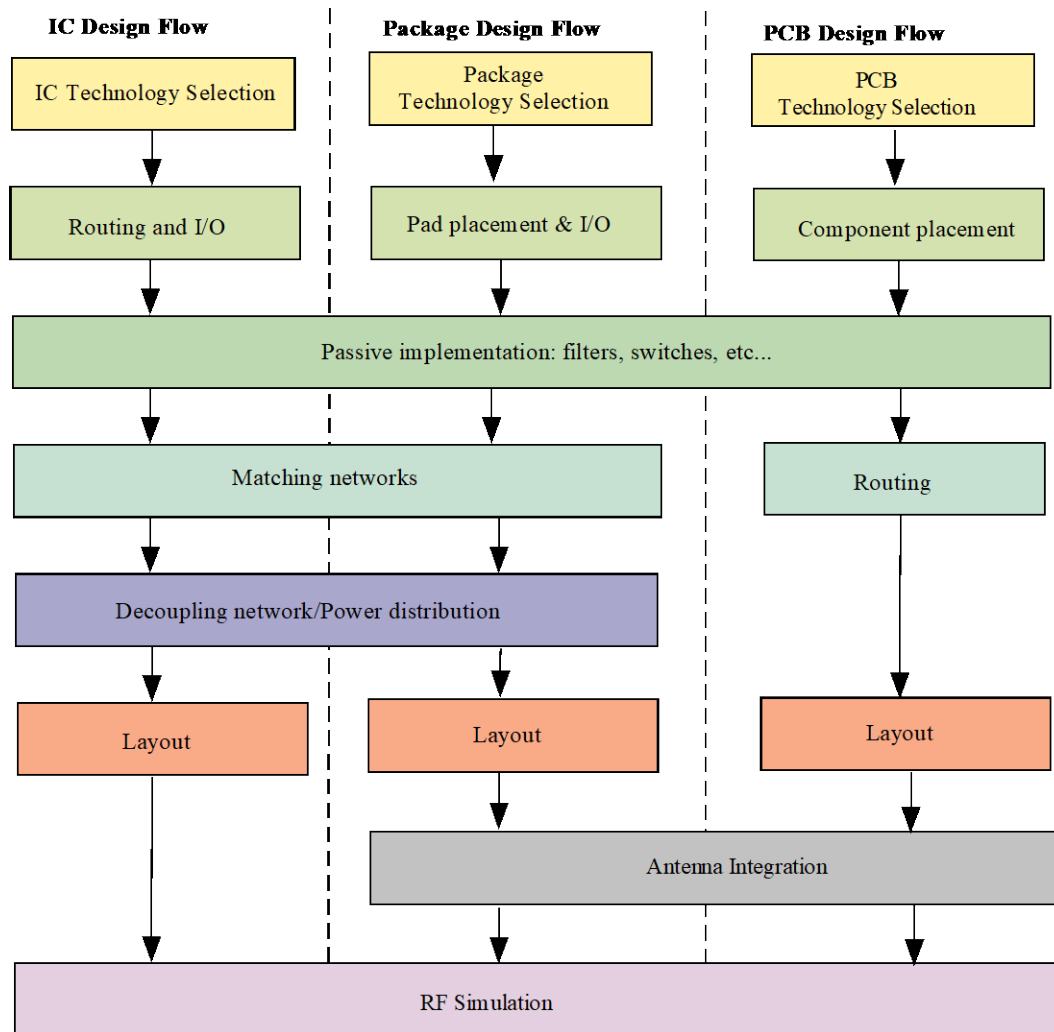 IC Design Flow
Package Design Flow
PCB Design Flow
IC Technology Selection
Package
Technology Selection
PCB
Technology Selection
Routing and I/O
Pad placement & I/O
Component placement
Passive implementation: filters, switches, etc...
Matching networks
Routing
Decoupling network/Power distribution
Layout
Layout
Layout
Antenna Integration
RF Simulation